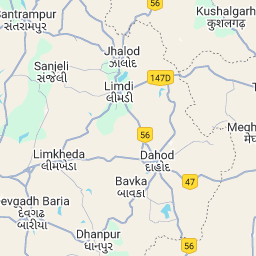 Santrampur
સંતરામપુર
56
Kushalgarh
કુશલગઢ
Jhalod
ઝાલોદ
Sanjeli
સંજેલી
147D
Limdi
લીમડી
56
Megh
મેઘ
Limkheda
લીમખેડા
Dahod
દાહોદ
Bavka
બાવકા
47
evgadh Baria
દેવગઢ
બારીયા
Dhanpur
ધાનપુર
56